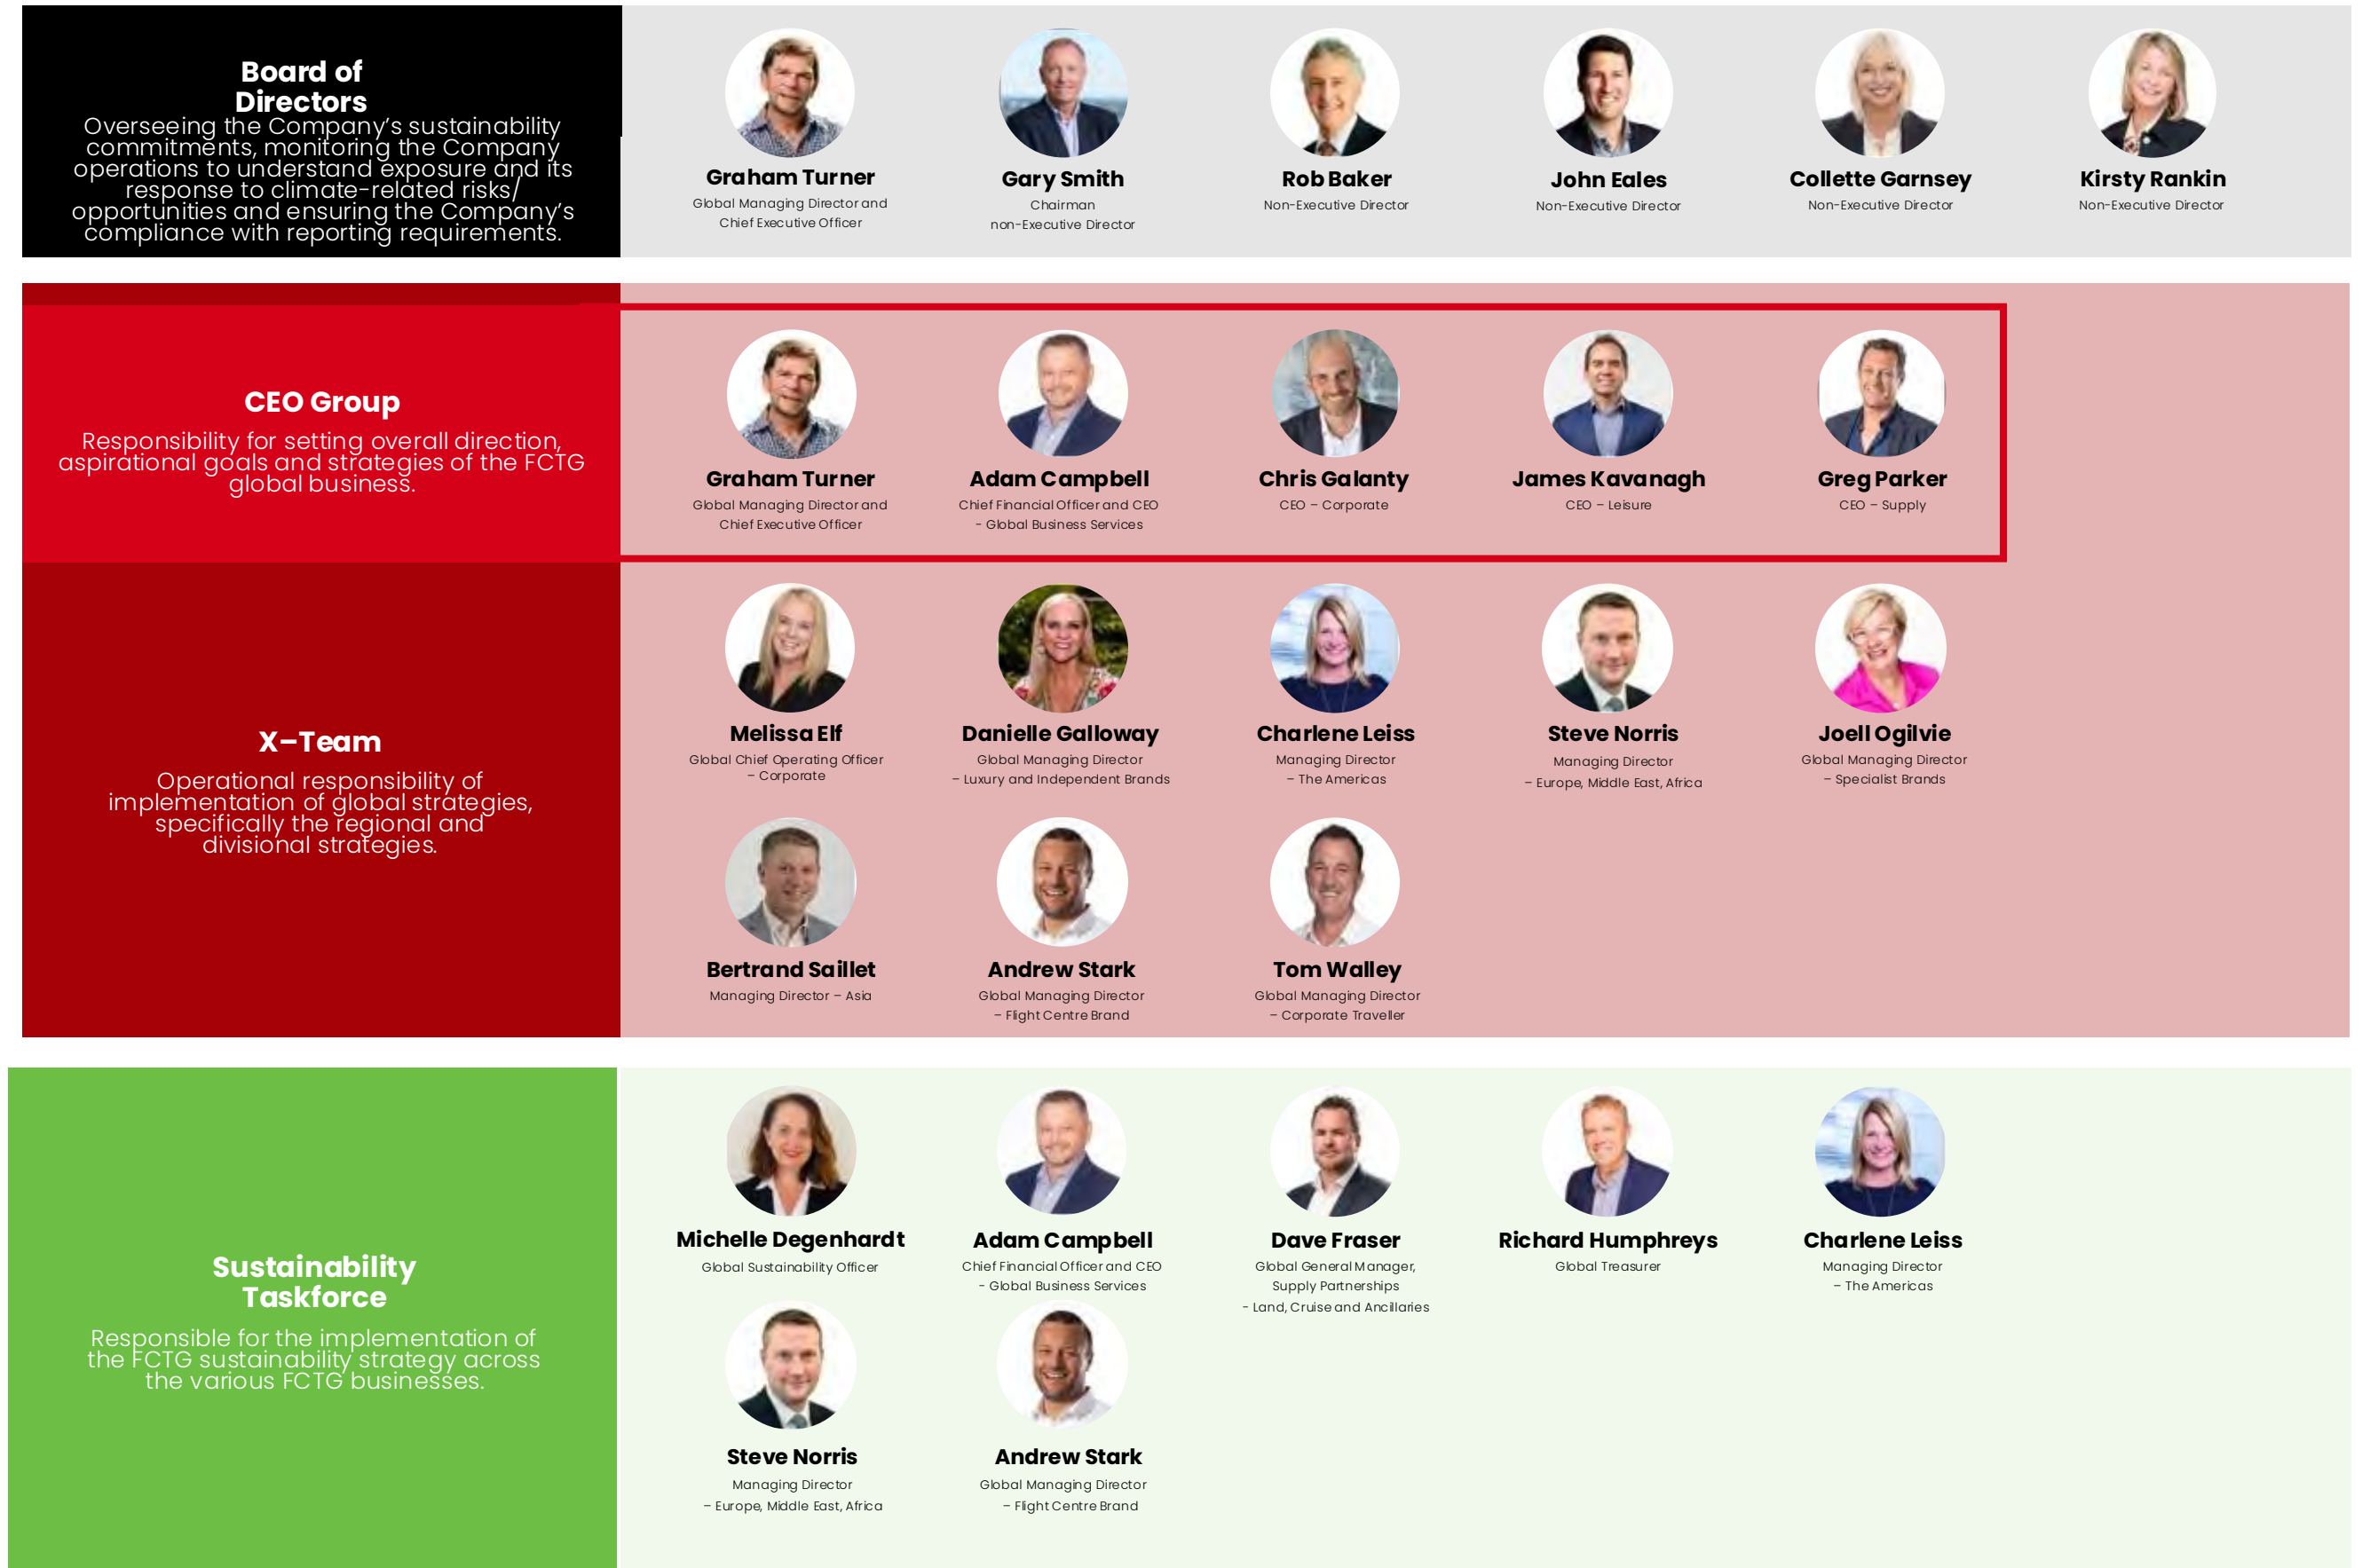 Board of
Directors
Overseeing the Company’s sustainability
commitments, monitoring the Company
operations to understand exposure and its
response to climate-related risks/
opportunities and ensuring the Company’s
compliance with reporting requirements.
Graham Turner
Global Managing Director and
Chief Executive Officer
Gary Smith
Chairman
non-Executive Director
Rob Baker
Non-Executive Director
John Eales
Non-Executive Director
Collette Garnsey
Non-Executive Director
Kirsty Rankin
Non-Executive Director
CEO Group
Responsibility for setting overall direction,
aspirational goals and strategies of the FCTG
global business.
Graham Turner
Global Managing Director and
Chief Executive Officer
Adam Campbell
Chief Financial Officer and CEO
- Global Business Services
Chris Galanty
CEO – Corporate
James Kavanagh
CEO – Leisure
Greg Parker
CEO – Supply
X–Team
Operational responsibility of
implementation of global strategies,
specifically the regional and
divisional strategies.
Melissa Elf
Global Chief Operating Officer
– Corporate
Danielle Galloway
Global Managing Director
– Luxury and Independent Brands
Charlene Leiss
Managing Director
– The Americas
Steve Norris
Managing Director
– Europe, Middle East, Africa
Joell Ogilvie
Global Managing Director
– Specialist Brands
Bertrand Saillet
Managing Director – Asia
Andrew Stark
Global Managing Director
– Flight Centre Brand
Tom Walley
Global Managing Director
– Corporate Traveller
Sustainability
Taskforce
Responsible for the implementation of
the FCTG sustainability strategy across
the various FCTG businesses.
Michelle Degenhardt
Global Sustainability Officer
Adam Campbell
Chief Financial Officer and CEO
- Global Business Services
Dave Fraser
Global General Manager,
Supply Partnerships
- Land, Cruise and Ancillaries
Richard Humphreys
Global Treasurer
Charlene Leiss
Managing Director
– The Americas
Steve Norris
Managing Director
– Europe, Middle East, Africa
Andrew Stark
Global Managing Director
– Flight Centre Brand